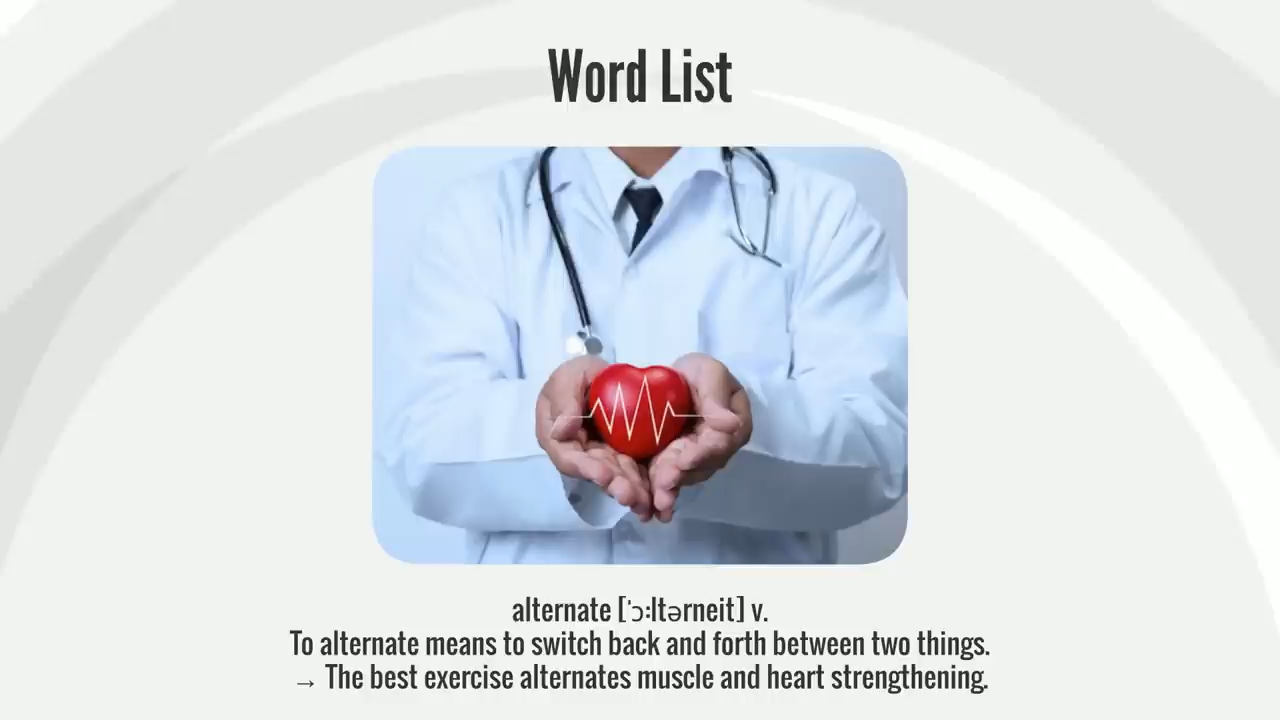 Word List
alternate [ˈɔːltərneit] v.
To alternate means to switch back and forth between two things.
→ The best exercise alternates muscle and heart strengthening.